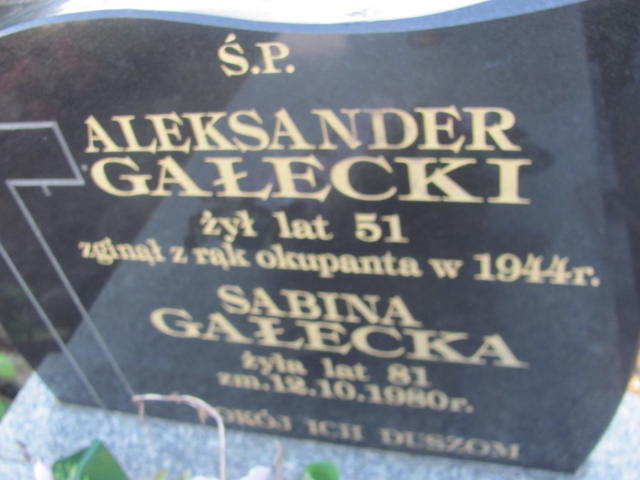 Ś.P.
ALEKSANDER
GAŁECKI
żył lat 51
zginął z rąk okupanta w 1944r.
SABINA
GAŁECKA
żyła lat 81
zm.12.10.1980r.
POKÓJ ICH DUSZOM